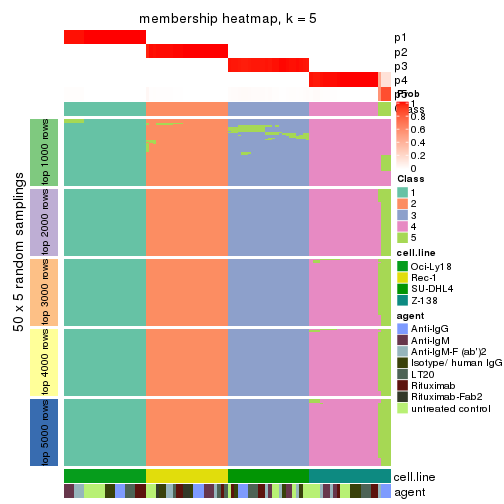 membership heatmap, k = 5
p1
p2
p3
p4
Prob
1
0.8
0.6
0.4
0.2
0
50 x 5 random samplings
top 1000 rows
top 2000 rows
top 3000 rows
top 4000 rows
top 5000 rows
Class
1
2
3
4
5
cell.line
Oci-Ly18
Rec-1
SU-DHL4
Z-138
agent
Anti-IgG
Anti-IgM
Anti-IgM-F (ab')2
Isotype/ human IgG
LT20
Rituximab
Rituximab-Fab2
untreated control
cell.line
agent